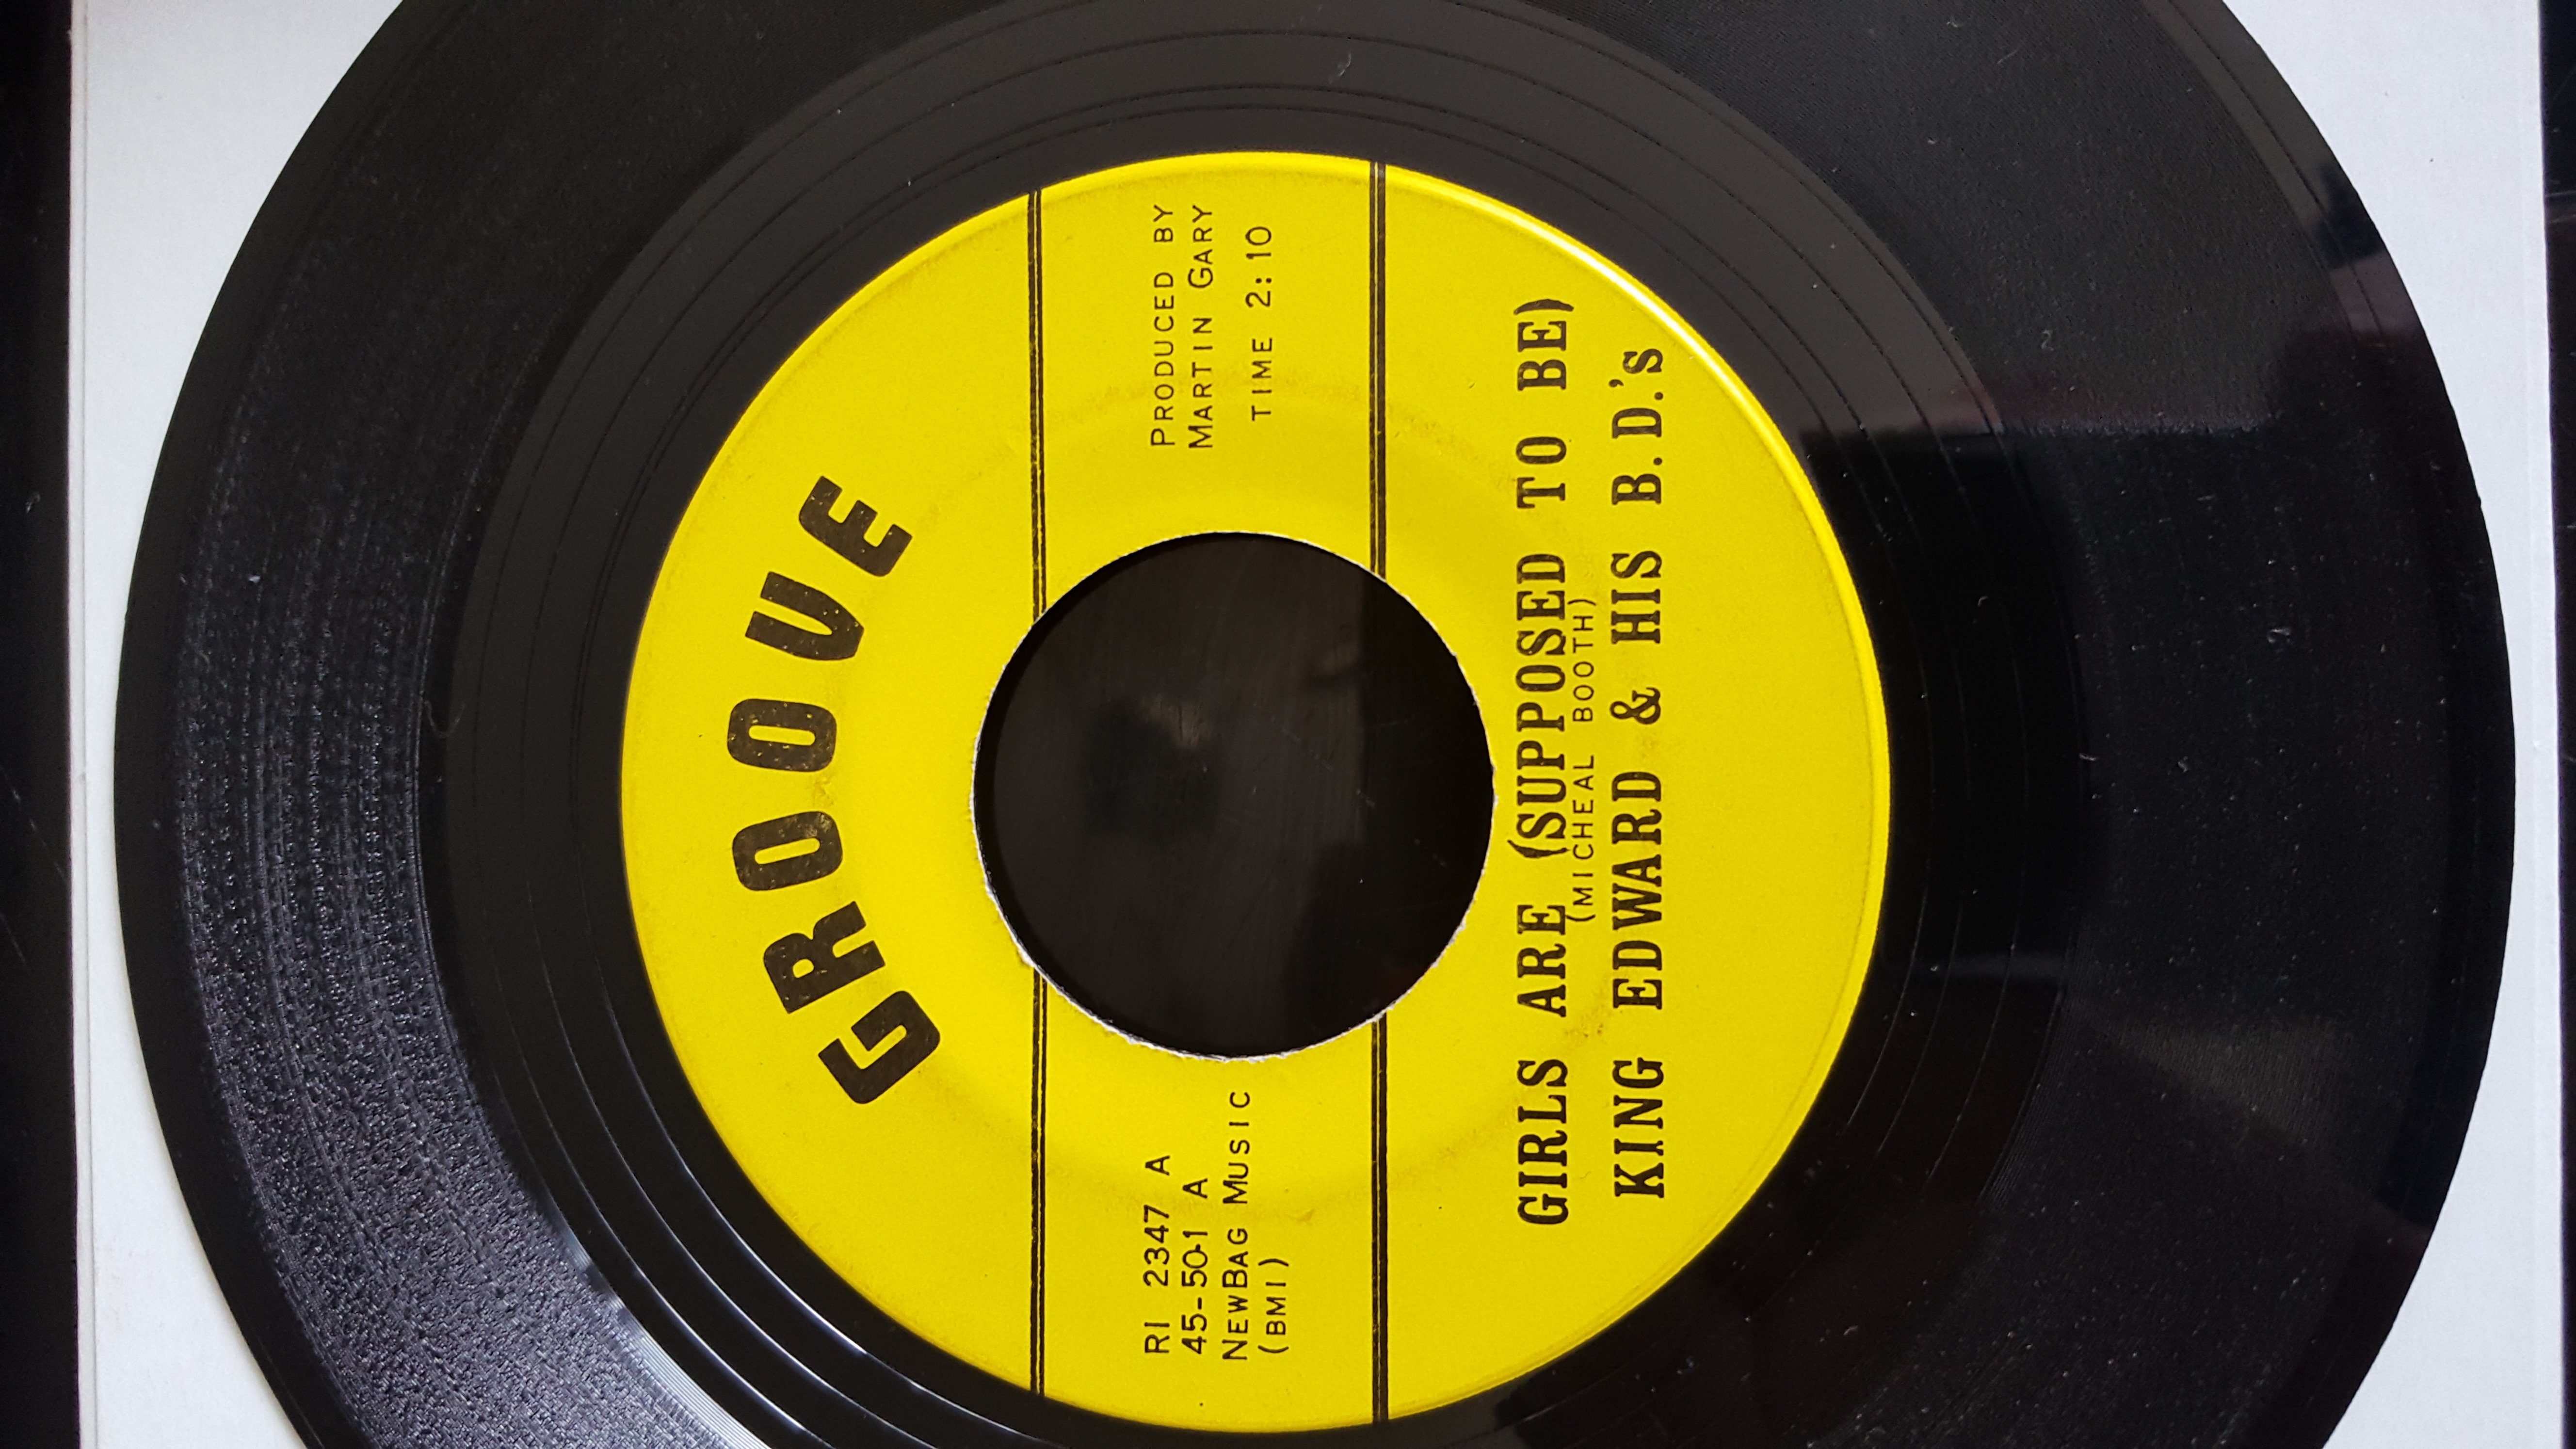 GROOVE
RI 2347 A
45-501 A
NEWBAG MUSIC
(BMI)
PRODUCED BY
MARTIN GARY
TIME 2:10
GIRLS ARE (SUPPOSED TO BE)
(MICHEAL BOOTH)
KING EDWARD & HIS B.D.'s